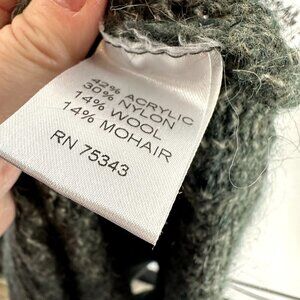 42% ACRYLIC
30% NYLON
14% WOOL
14% MOHAIR
RN 75343